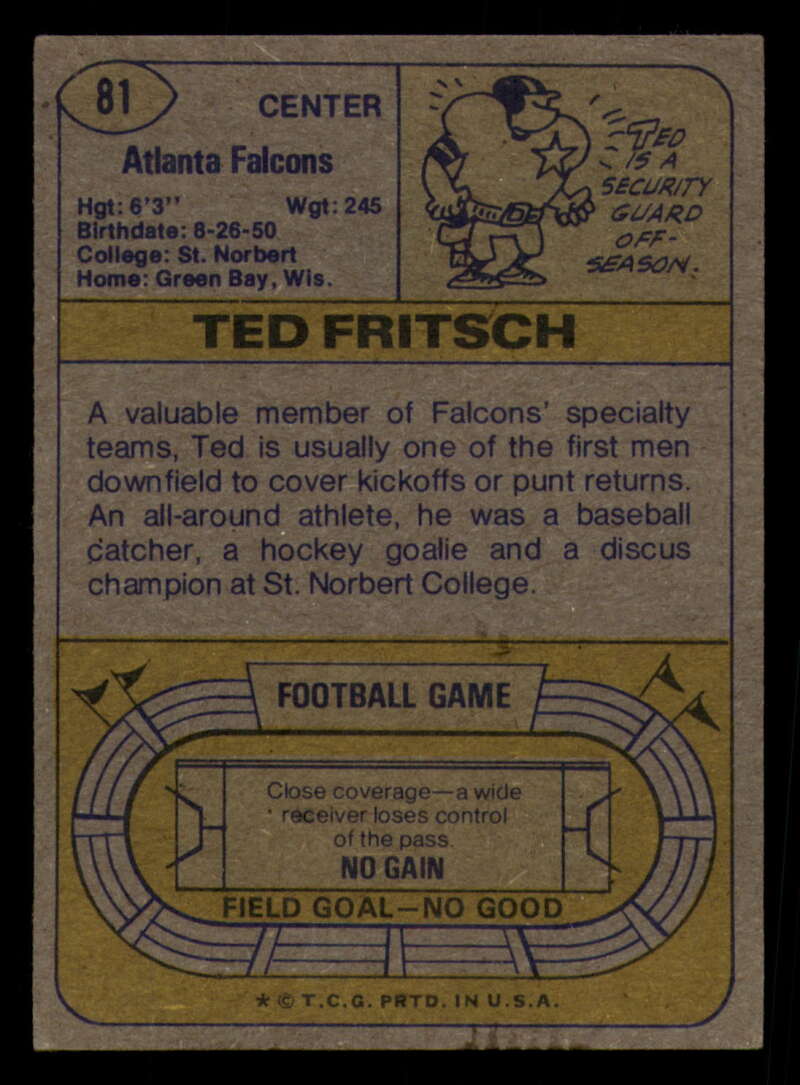 81
CENTER
Atlanta Falcons
Hgt: 6'3" Wgt: 245
Birthdate: 8-26-50
College: St. Norbert
Home: Green Bay, Wis.
TED
IS A
SECURITY
GUARD
OFF-
SEASON.
TED FRITSCH
A valuable member of Falcons' specialty
teams, Ted is usually one of the first men
downfield to cover kickoffs or punt returns.
An all-around athlete, he was a baseball
catcher, a hockey goalie and a discus
champion at St. Norbert College.
FOOTBALL GAME
Close coverage—a wide
receiver loses control
of the pass.
NO GAIN
FIELD GOAL—NO GOOD
* © T.C.G. PRTD. IN U.S.A.